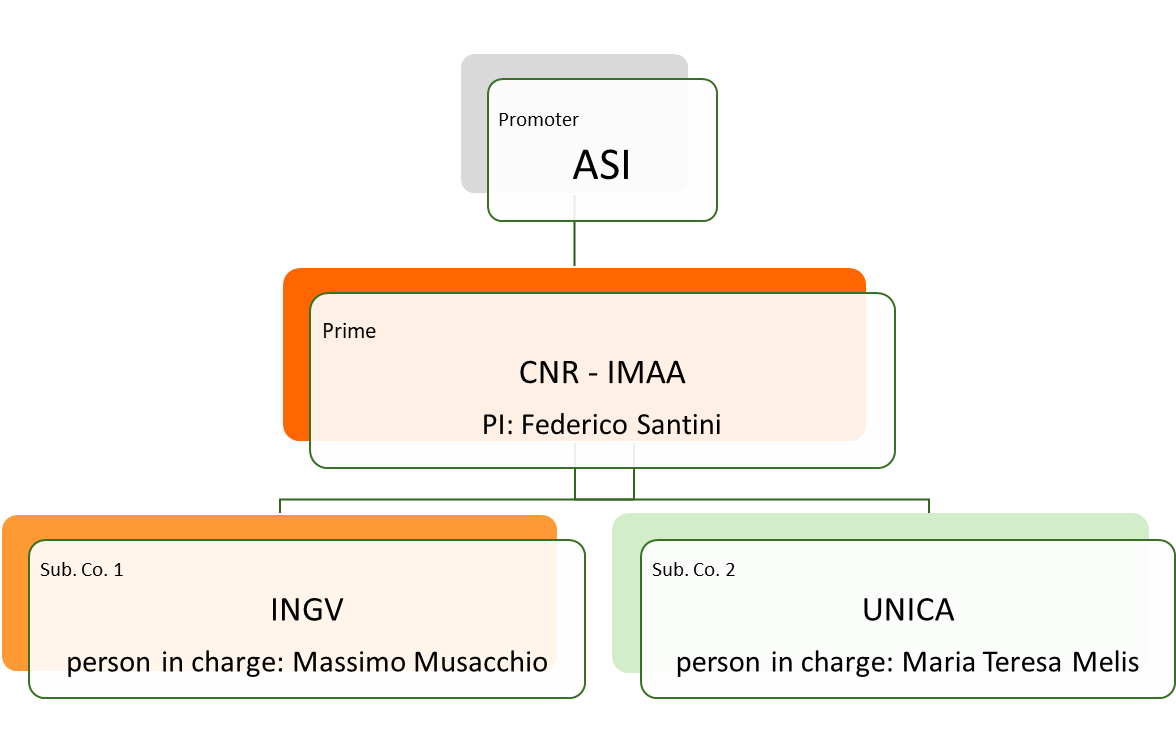 Promoter
ASI
Prime
CNR - IMAA
PI: Federico Santini
Sub. Co. 1
INGV
person in charge: Massimo Musacchio
Sub. Co. 2
UNICA
person in charge: Maria Teresa Melis